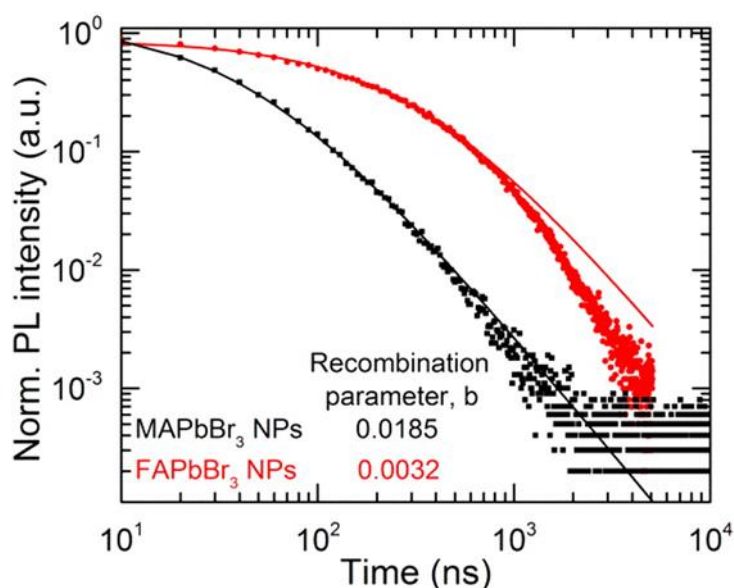 Norm. PL intensity (a.u.)
10⁰
10⁻¹
10⁻²
10⁻³
Recombination
parameter, b
MAPbBr₃ NPs 0.0185
FAPbBr₃ NPs 0.0032
10¹ 10² 10³ 10⁴
Time (ns)